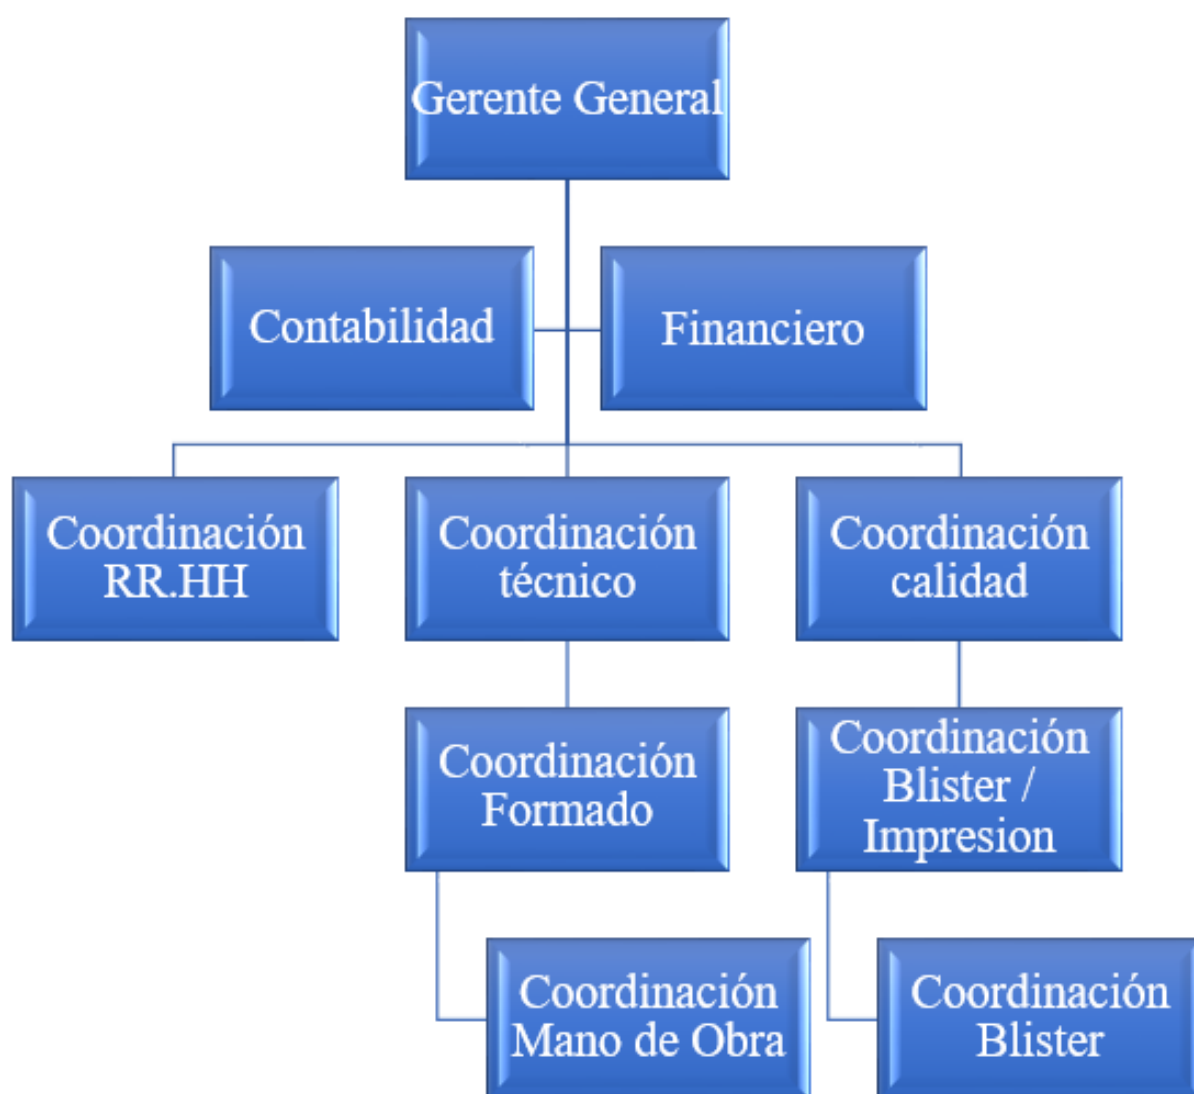 Gerente General
Contabilidad
Financiero
Coordinación
RR.HH
Coordinación
técnico
Coordinación
calidad
Coordinación
Formado
Coordinación
Blister /
Impresion
Coordinación
Mano de Obra
Coordinación
Blister